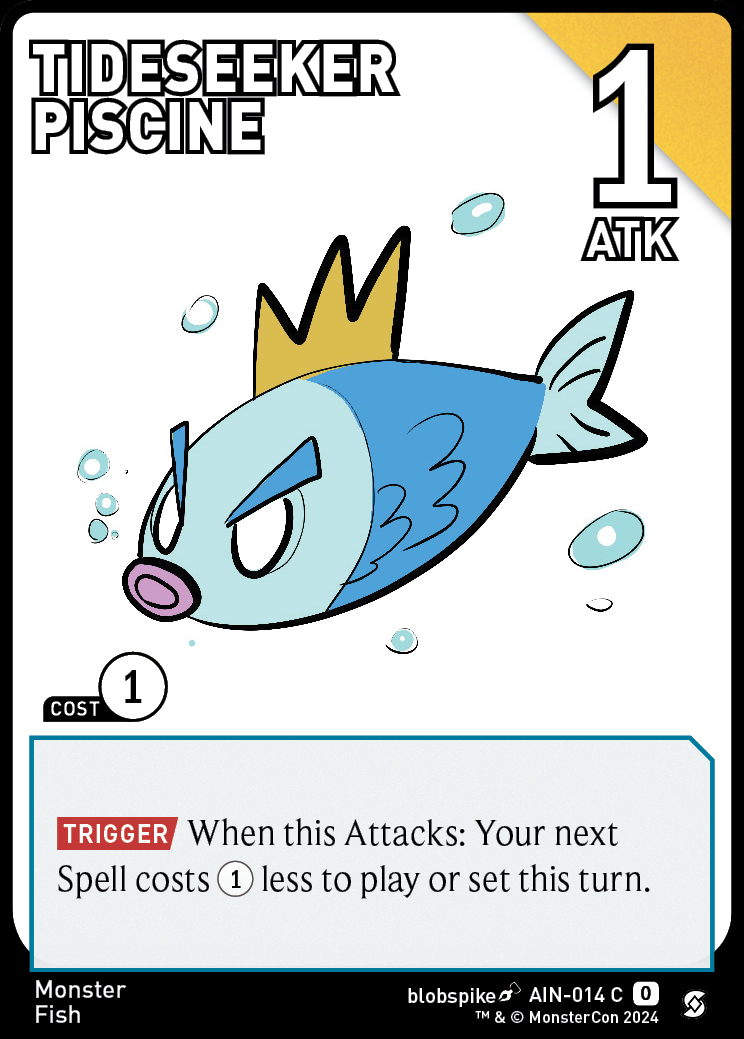 TIDESEEKER
PISCINE
1
ATK
COST 1
TRIGGER When this Attacks: Your next
Spell costs 1 less to play or set this turn.
Monster
Fish
blobspike AIN-014 C 0
™ & © MonsterCon 2024